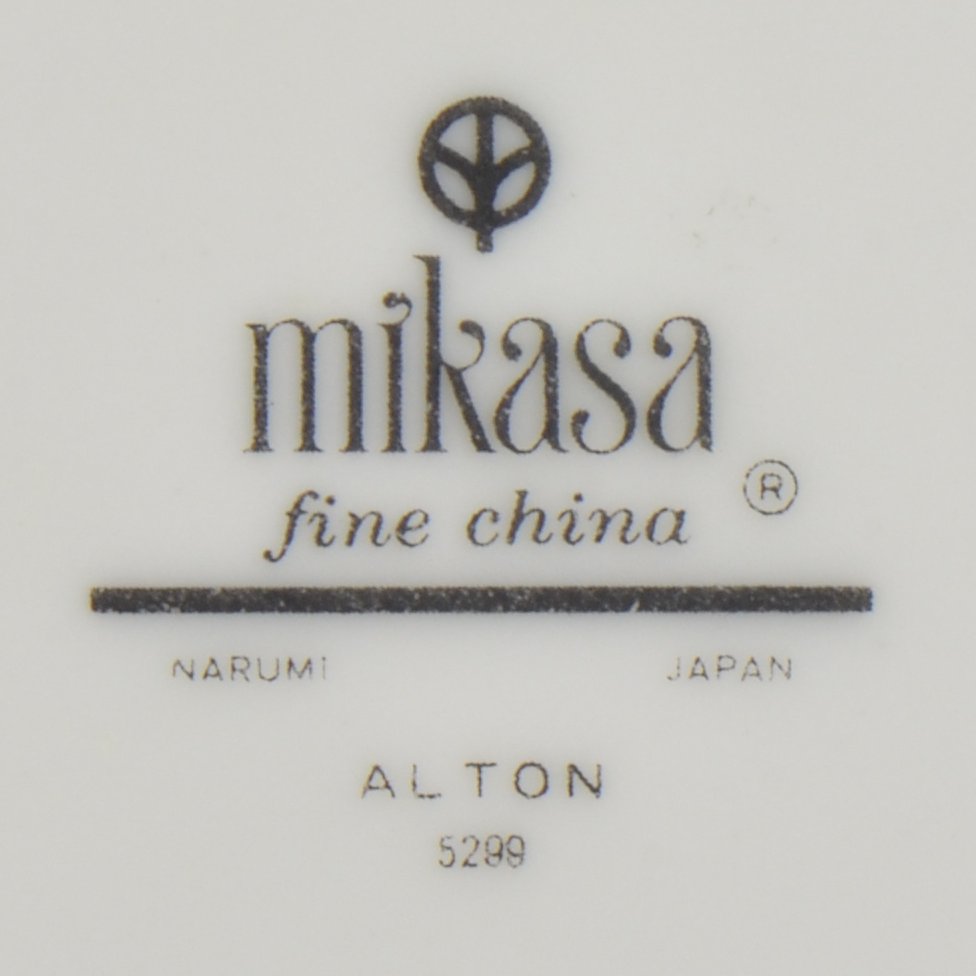 mikasa
®
fine china
NARUMI JAPAN
ALTON
5299